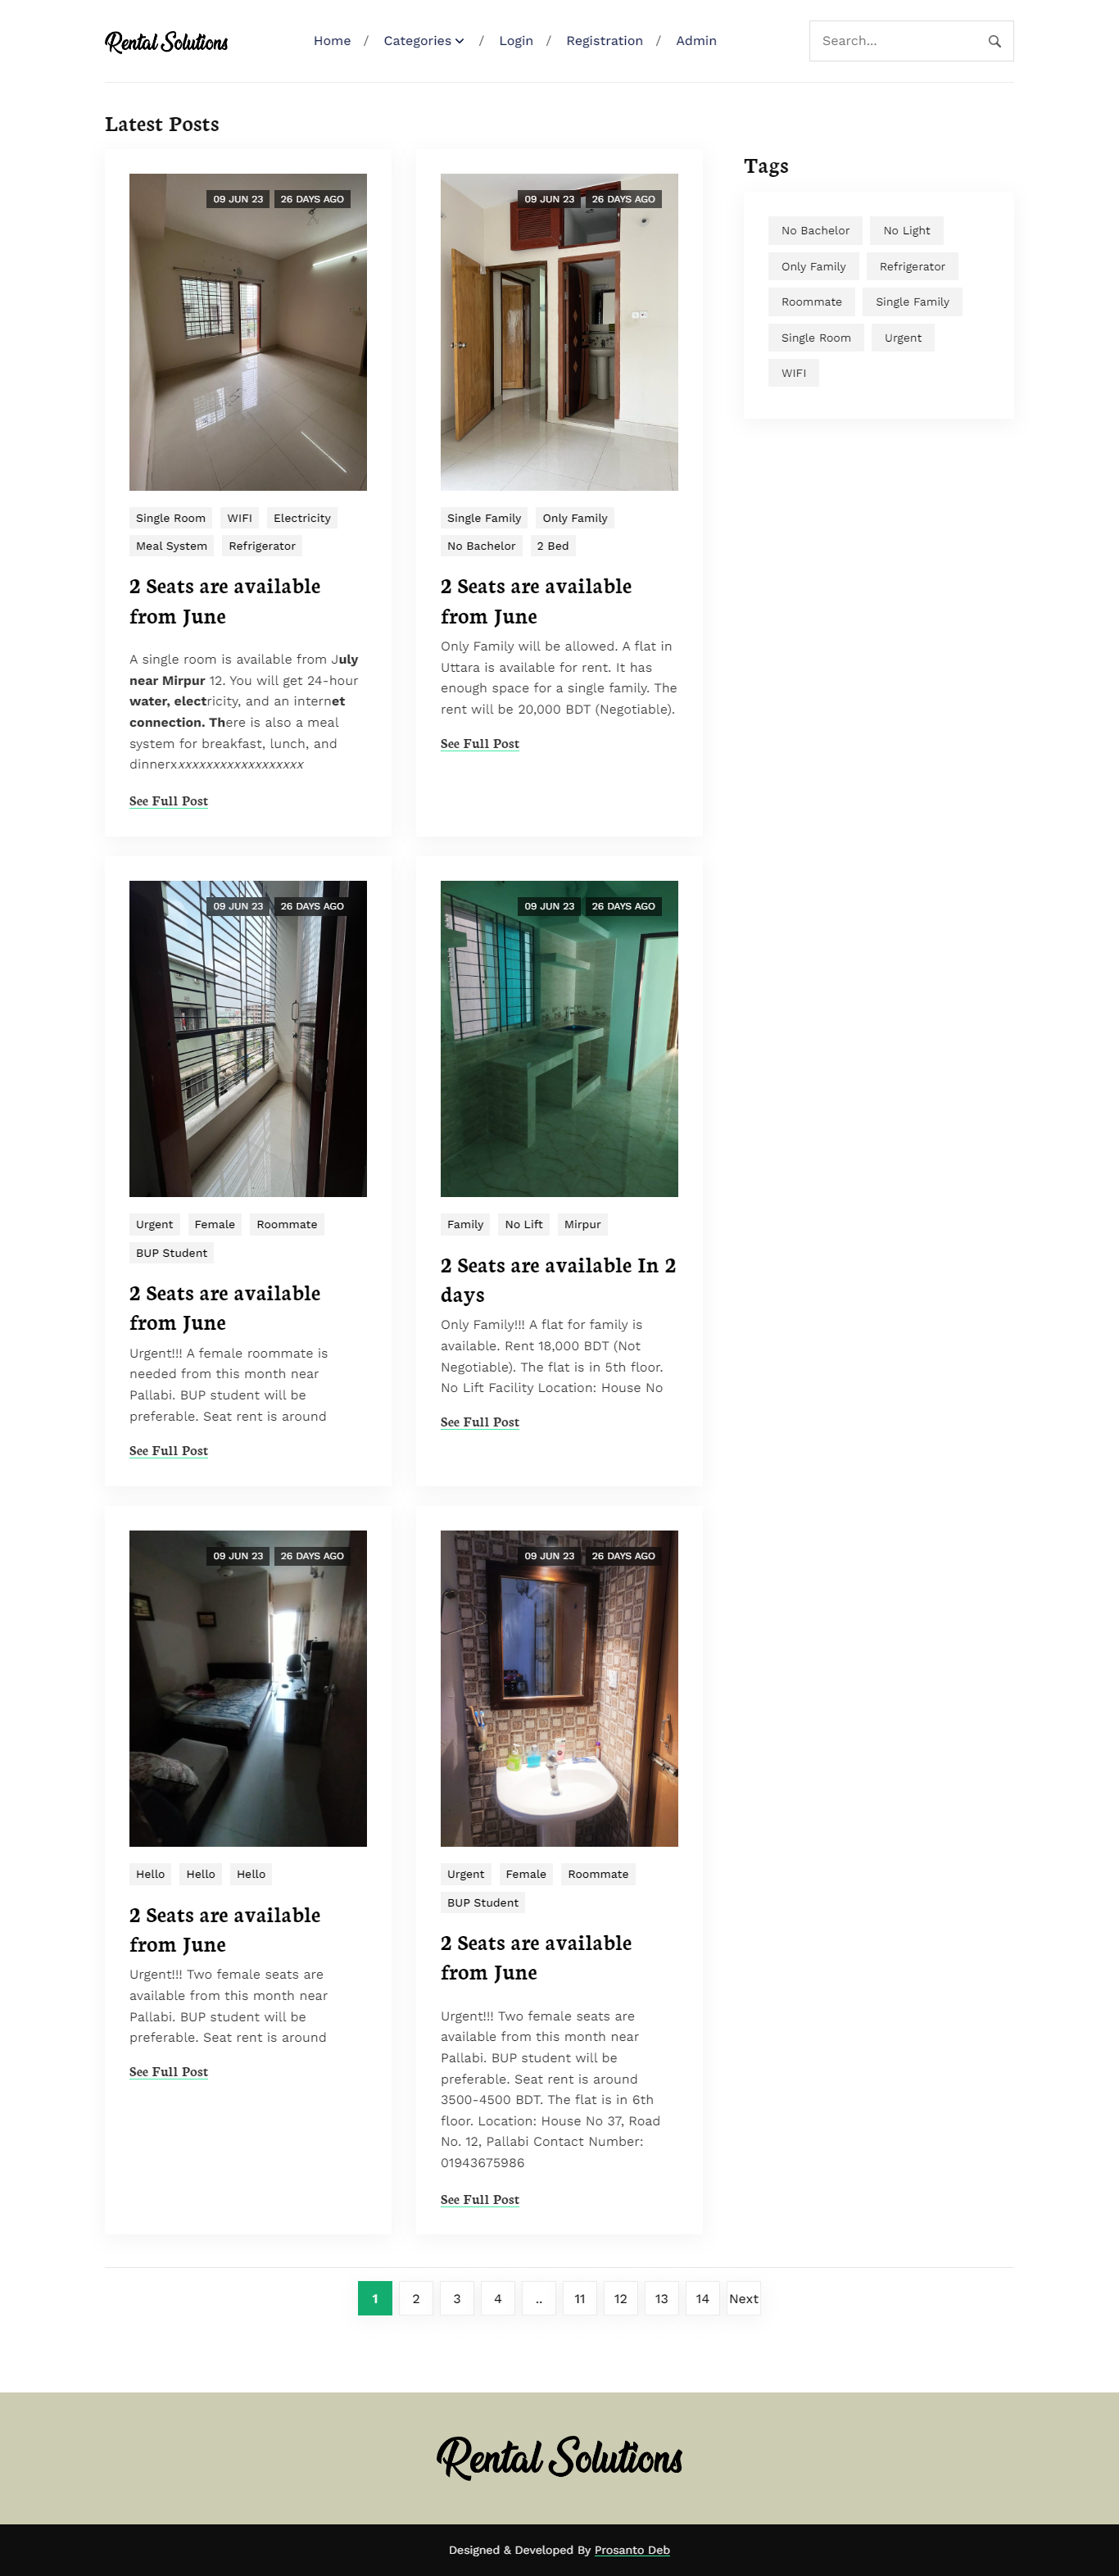 Rental Solutions
Home / Categories / Login / Registration / Admin
Search...
Latest Posts
09 JUN 23 26 DAYS AGO
Single Room WIFI Electricity
Meal System Refrigerator
2 Seats are available
from June
A single room is available from July
near Mirpur 12. You will get 24-hour
water, electricity, and an internet
connection. There is also a meal
system for breakfast, lunch, and
dinnerxxxxxxxxxxxxxxxxxxx
See Full Post
09 JUN 23 26 DAYS AGO
Single Family Only Family
No Bachelor 2 Bed
2 Seats are available
from June
Only Family will be allowed. A flat in
Uttara is available for rent. It has
enough space for a single family. The
rent will be 20,000 BDT (Negotiable).
See Full Post
09 JUN 23 26 DAYS AGO
Urgent Female Roommate
BUP Student
2 Seats are available
from June
Urgent!!! A female roommate is
needed from this month near
Pallabi. BUP student will be
preferable. Seat rent is around
See Full Post
09 JUN 23 26 DAYS AGO
Family No Lift Mirpur
2 Seats are available In 2
days
Only Family!!! A flat for family is
available. Rent 18,000 BDT (Not
Negotiable). The flat is in 5th floor.
No Lift Facility Location: House No
See Full Post
09 JUN 23 26 DAYS AGO
Hello Hello Hello
2 Seats are available
from June
Urgent!!! Two female seats are
available from this month near
Pallabi. BUP student will be
preferable. Seat rent is around
See Full Post
09 JUN 23 26 DAYS AGO
Urgent Female Roommate
BUP Student
2 Seats are available
from June
Urgent!!! Two female seats are
available from this month near
Pallabi. BUP student will be
preferable. Seat rent is around
3500-4500 BDT. The flat is in 6th
floor. Location: House No 37, Road
No. 12, Pallabi Contact Number:
01943675986
See Full Post
Tags
No Bachelor No Light
Only Family Refrigerator
Roommate Single Family
Single Room Urgent
WIFI
1 2 3 4 .. 11 12 13 14 Next
Rental Solutions
Designed & Developed By Prosanto Deb